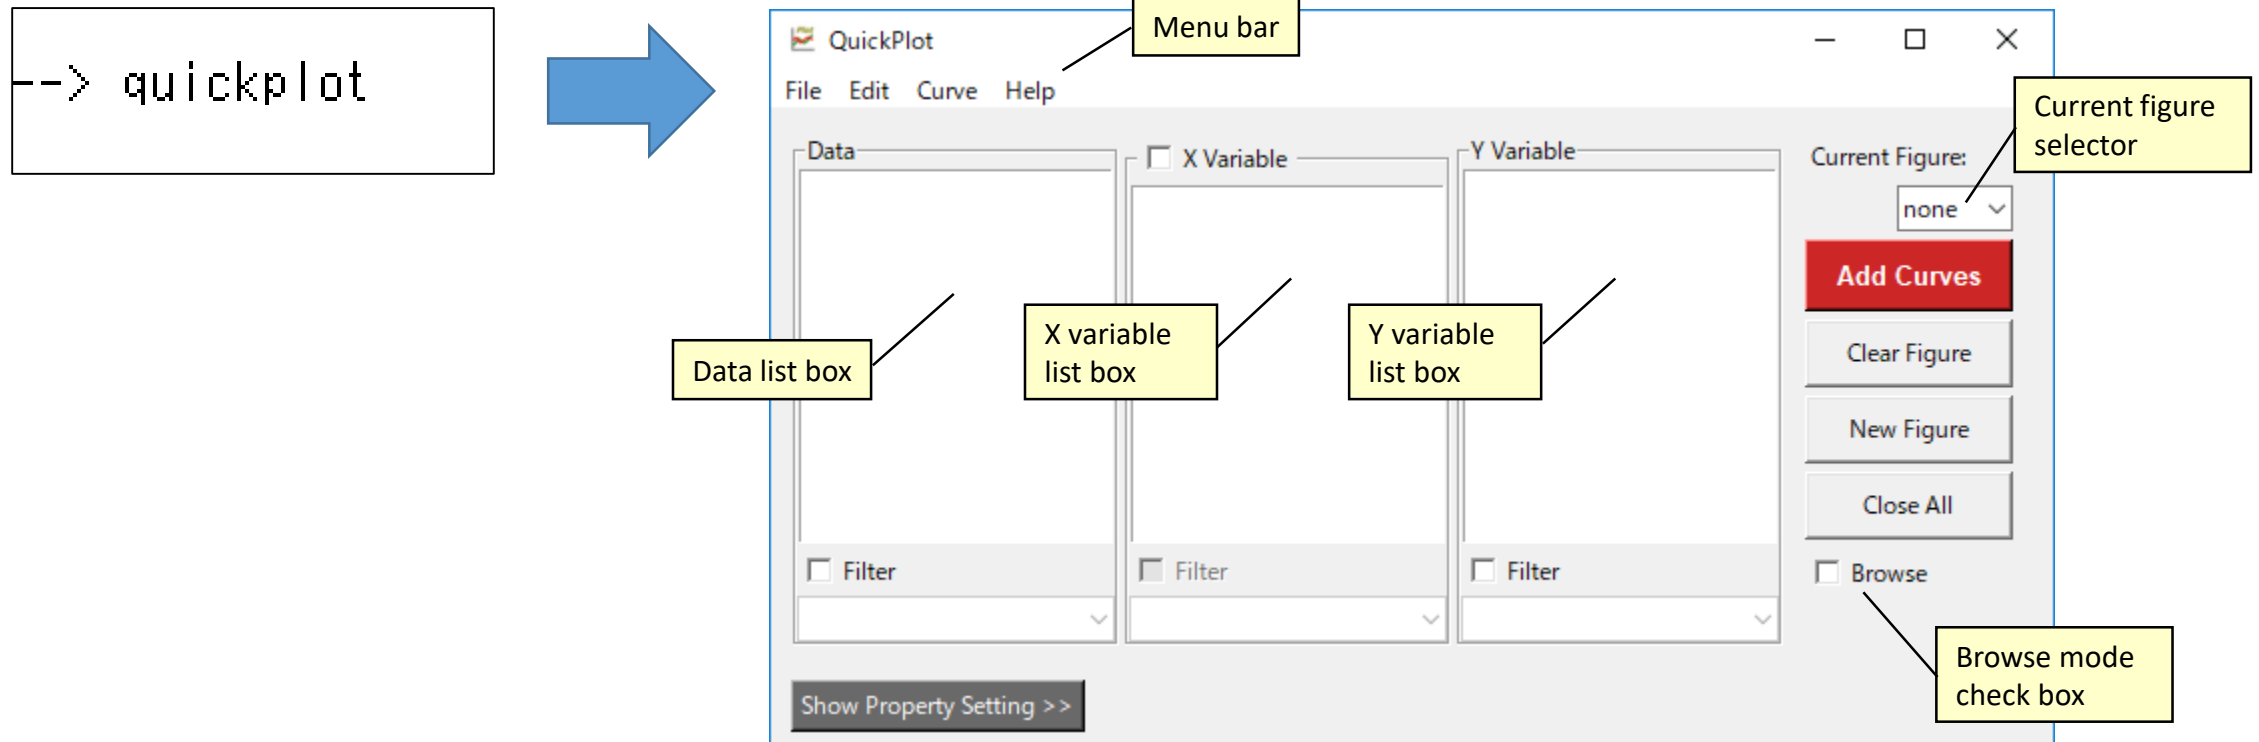 --> quickplot
Menu bar
QuickPlot
File Edit Curve Help
Current figure
selector
Data
X Variable
Y Variable
Current Figure:
none
Add Curves
Data list box
X variable
list box
Y variable
list box
Clear Figure
New Figure
Close All
Filter
Filter
Filter
Browse
Browse mode
check box
Show Property Setting >>